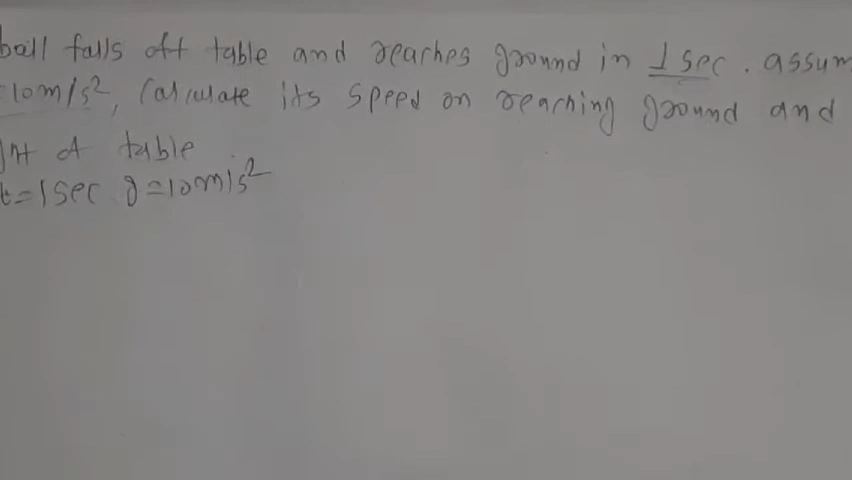 ball falls off table and reaches ground in 1 sec. assum
=10m/s², Calculate its speed on reaching ground and
ght of table
t=1sec g=10m/s²